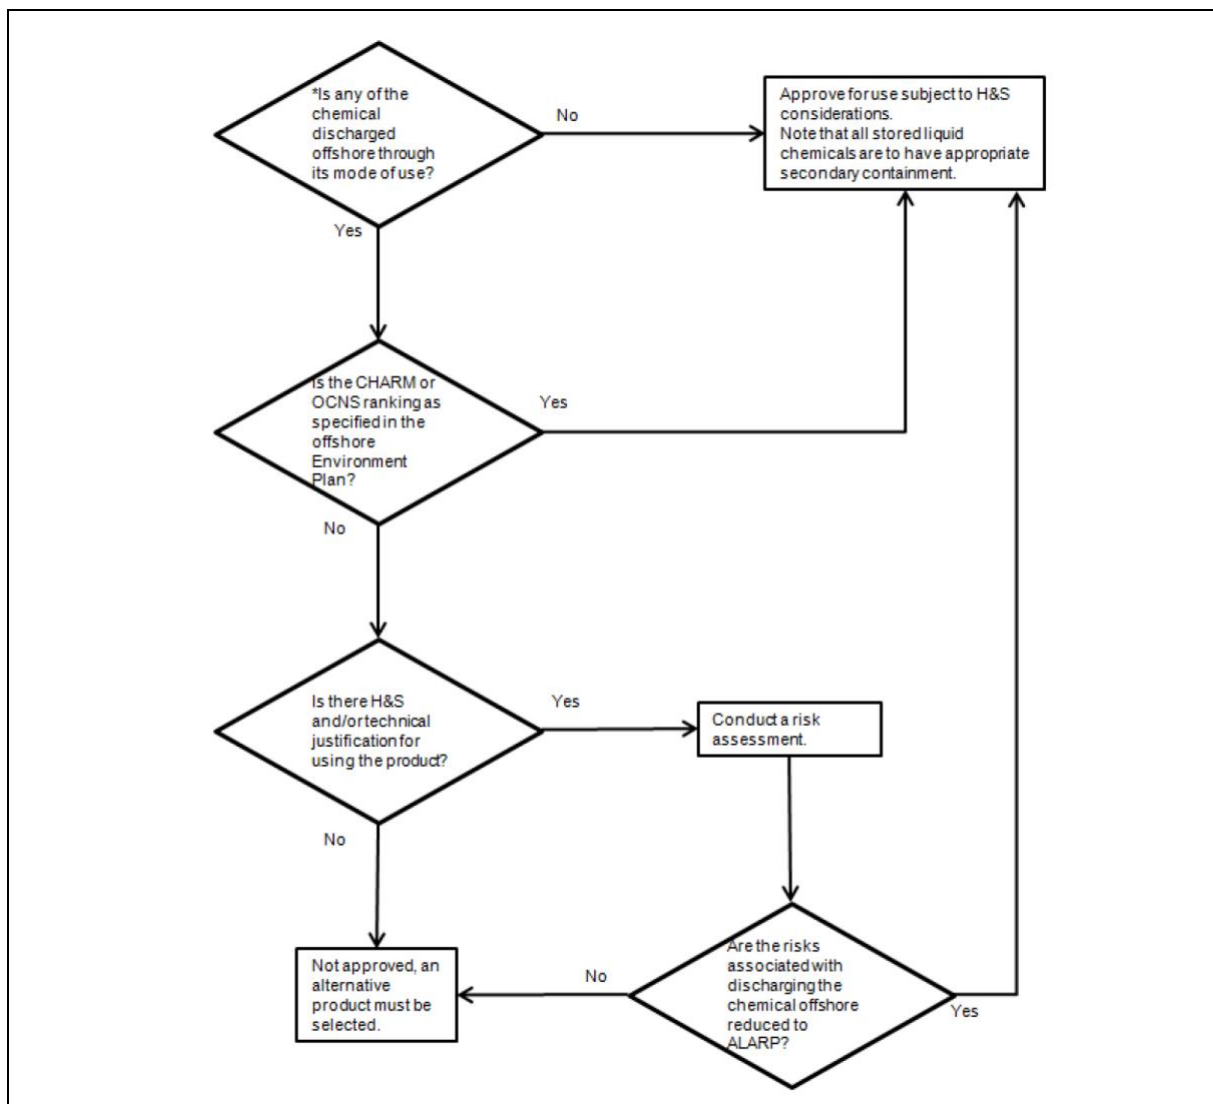 *Is any of the
chemical
discharged
offshore through
its mode of use?
No
Approve for use subject to H&S
considerations.
Note that all stored liquid
chemicals are to have appropriate
secondary containment.
Yes
Is the CHARM or
OCNS ranking as
specified in the
offshore
Environment
Plan?
Yes
No
Is there H&S
and/or technical
justification for
using the product?
Yes
Conduct a risk
assessment.
No
Not approved, an
alternative
product must be
selected.
No
Are the risks
associated with
discharging the
chemical offshore
reduced to
ALARP?
Yes